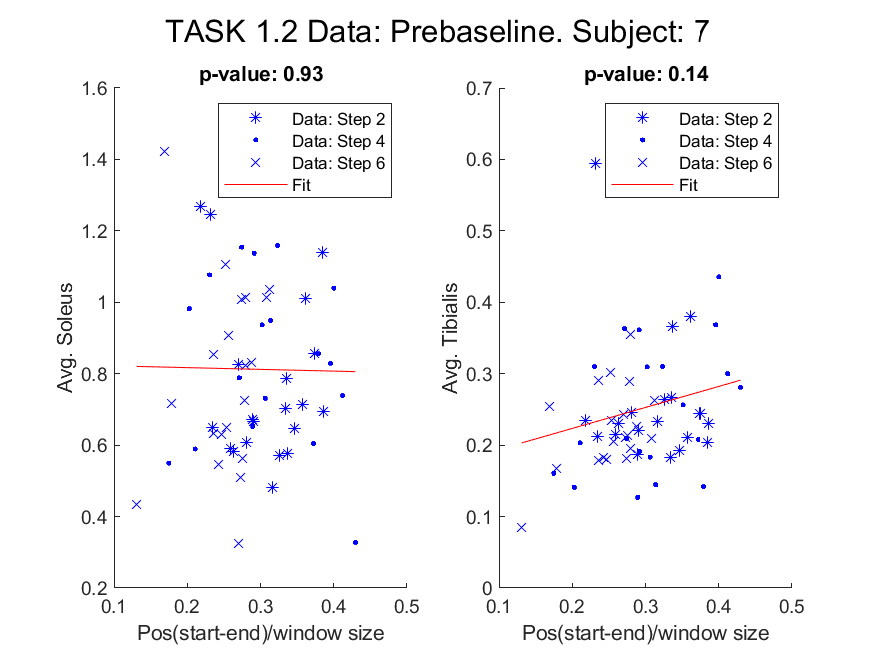 TASK 1.2 Data: Prebaseline. Subject: 7
p-value: 0.93
1.6
1.4
1.2
1
0.8
0.6
0.4
0.2
0.1
0.2
0.3
0.4
0.5
Avg. Soleus
Pos(start-end)/window size
Data: Step 2
Data: Step 4
Data: Step 6
Fit
p-value: 0.14
0.7
0.6
0.5
0.4
0.3
0.2
0.1
0
0.1
0.2
0.3
0.4
0.5
Avg. Tibialis
Pos(start-end)/window size
Data: Step 2
Data: Step 4
Data: Step 6
Fit